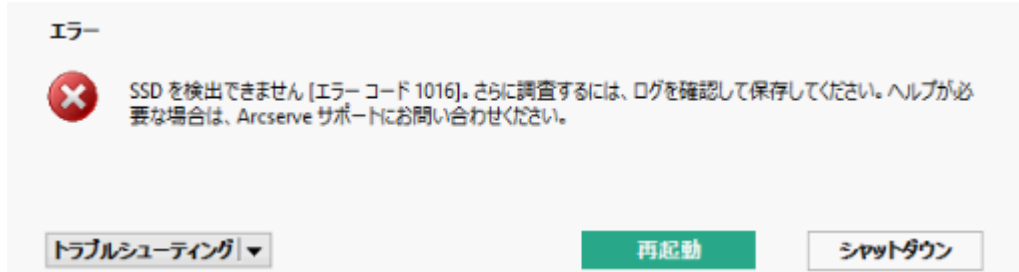 エラー
SSD を検出できません [エラー コード 1016]。さらに調査するには、ログを確認して保存してください。ヘルプが必
要な場合は、Arcserve サポートにお問い合わせください。
トラブルシューティング
再起動
シャットダウン